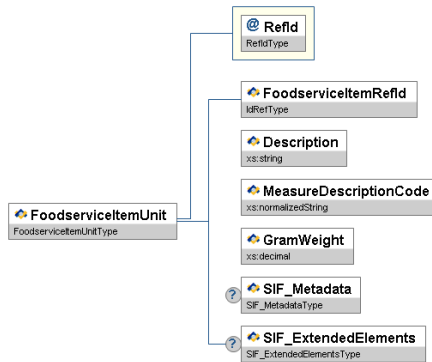 @ RefId
RefIdType
FoodserviceItemRefId
IdRefType
Description
xs:string
FoodserviceItemUnit
FoodserviceItemUnitType
MeasureDescriptionCode
xs:normalizedString
GramWeight
xs:decimal
? SIF_Metadata
SIF_MetadataType
? SIF_ExtendedElements
SIF_ExtendedElementsType